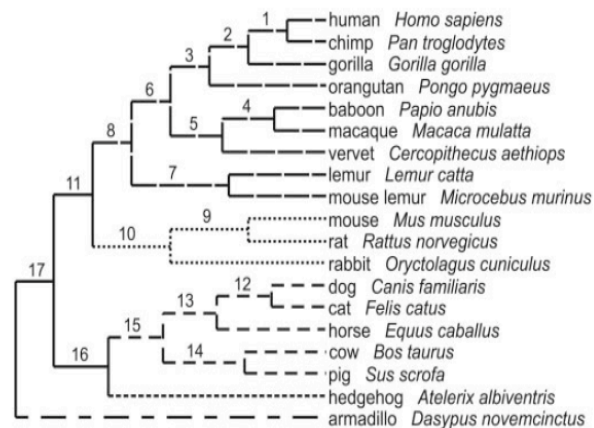 1 human Homo sapiens
2 chimp Pan troglodytes
3 gorilla Gorilla gorilla
orangutan Pongo pygmaeus
6 4 baboon Papio anubis
8 5 macaque Macaca mulatta
vervet Cercopithecus aethiops
7 lemur Lemur catta
11 mouse lemur Microcebus murinus
9 mouse Mus musculus
10 rat Rattus norvegicus
rabbit Oryctolagus cuniculus
17 12 dog Canis familiaris
13 cat Felis catus
15 horse Equus caballus
16 14 cow Bos taurus
pig Sus scrofa
hedgehog Atelerix albiventris
armadillo Dasypus novemcinctus